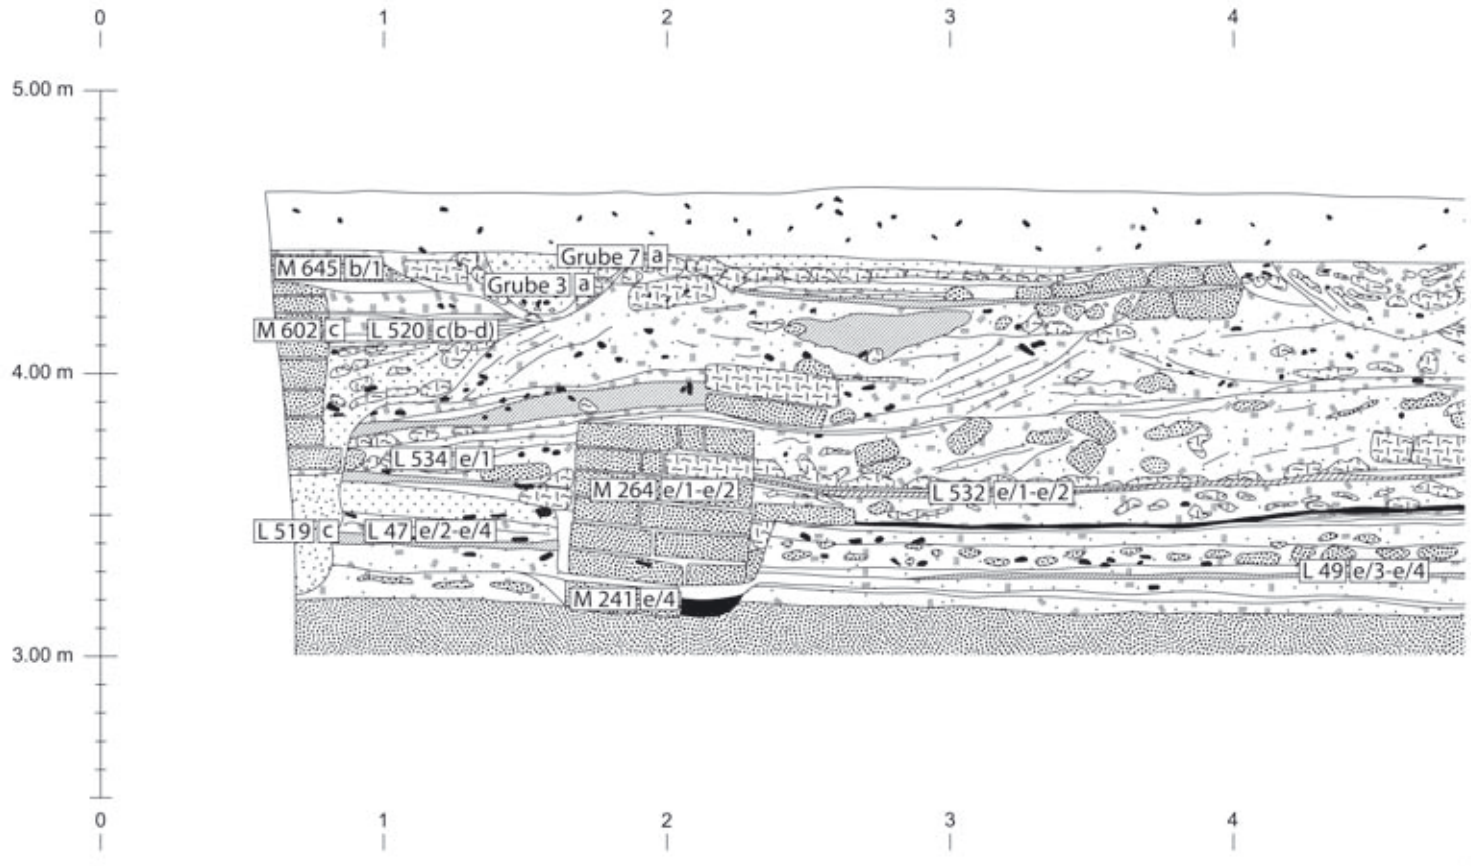 0 1 2 3 4
5.00 m
Grube 7 a
M 645 b/1
Grube 3 a
M 602 c L 520 c(b-d)
4.00 m
L 534 e/1
M 264 e/1-e/2 L 532 e/1-e/2
L 519 c L 47 e/2-e/4
L 49 e/3-e/4
M 241 e/4
3.00 m
0 1 2 3 4